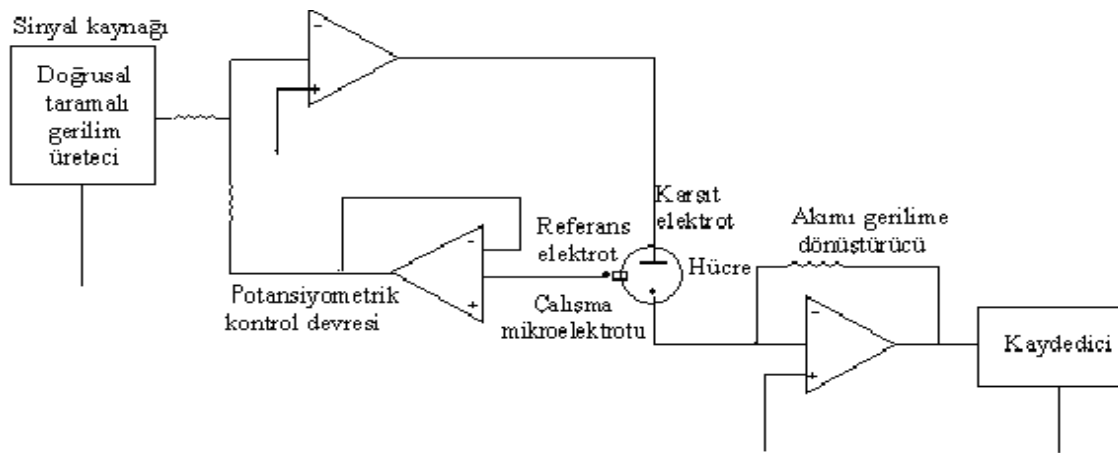 Sinyal kaynağı
Doğrusal
taramalı
gerilim
üreteci
Karşıt
elektrot
Referans
elektrot
Hücre
Akımı gerilime
dönüştürücü
Potansiyometrik
kontrol devresi
Çalışma
mikroelektrotu
Kaydedici